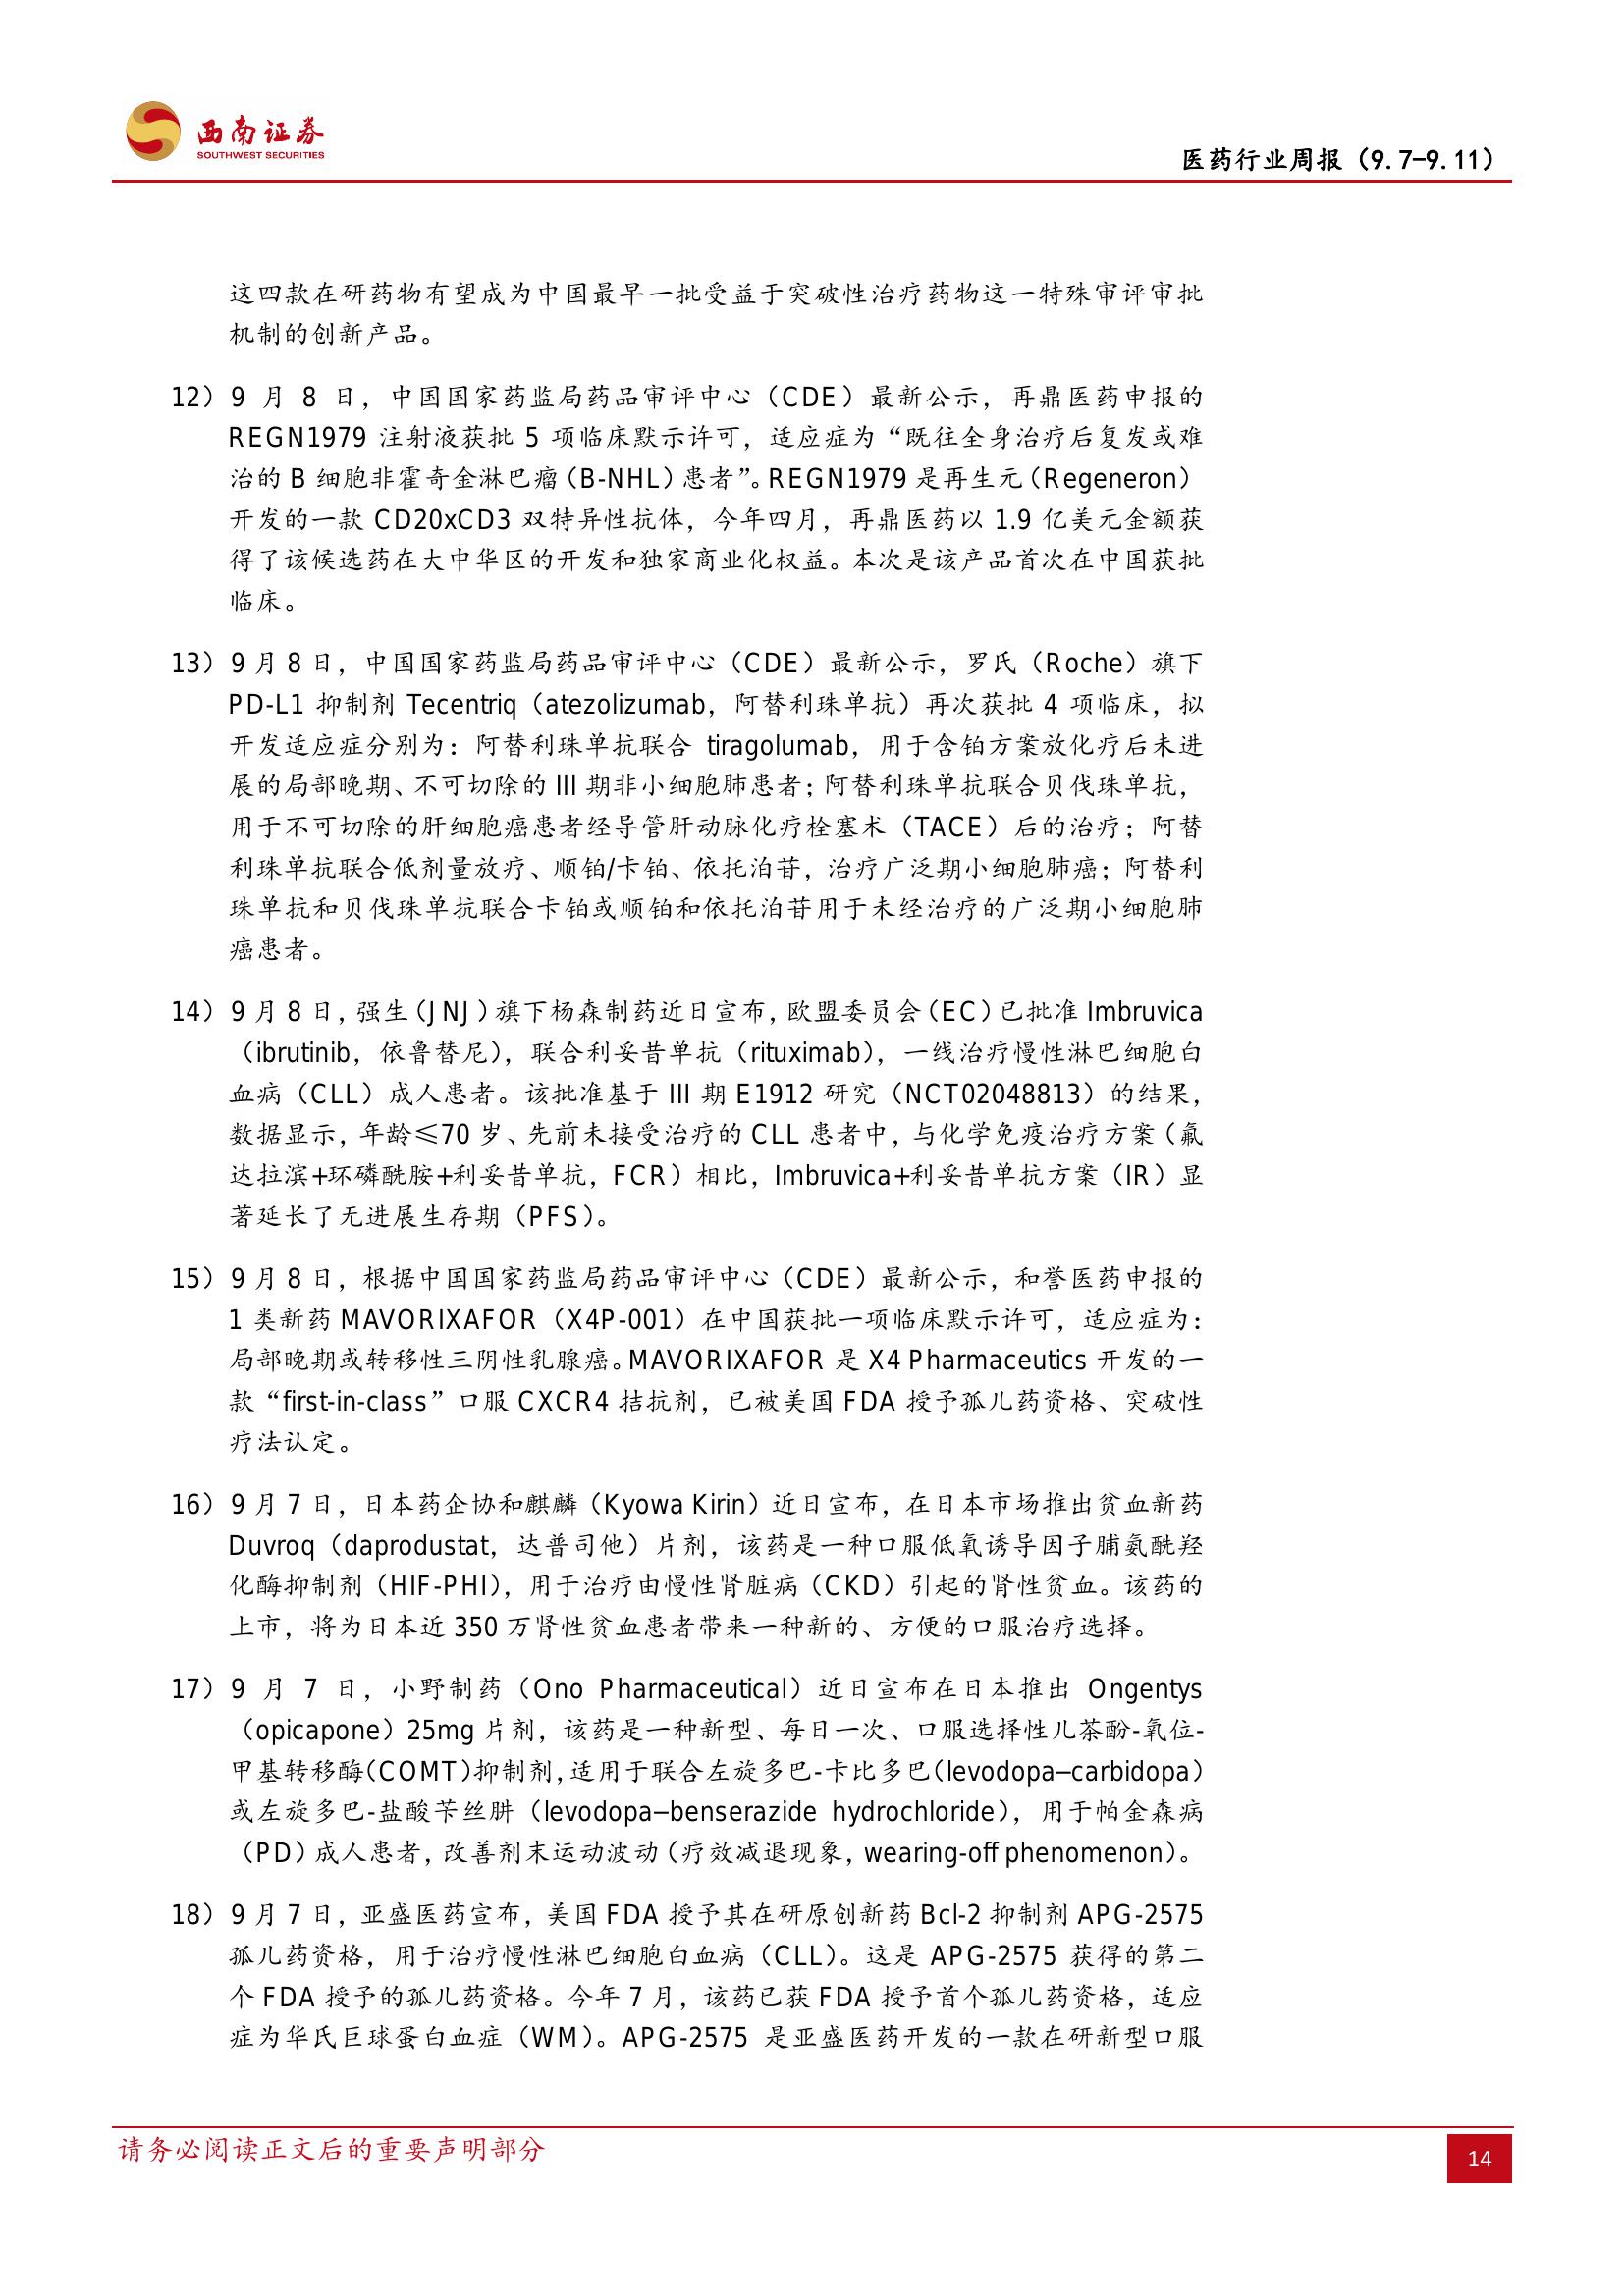 西南证券
SOUTHWEST SECURITIES
医药行业周报（9.7-9.11）
这四款在研药物有望成为中国最早一批受益于突破性治疗药物这一特殊审评审批
机制的创新产品。
12）9 月 8 日，中国国家药监局药品审评中心（CDE）最新公示，再鼎医药申报的
REGN1979 注射液获批 5 项临床默示许可，适应症为“既往全身治疗后复发或难
治的 B 细胞非霍奇金淋巴瘤（B-NHL）患者”。REGN1979 是再生元（Regeneron）
开发的一款 CD20xCD3 双特异性抗体，今年四月，再鼎医药以 1.9 亿美元金额获
得了该候选药在大中华区的开发和独家商业化权益。本次是该产品首次在中国获批
临床。
13）9 月 8 日，中国国家药监局药品审评中心（CDE）最新公示，罗氏（Roche）旗下
PD-L1 抑制剂 Tecentriq（atezolizumab，阿替利珠单抗）再次获批 4 项临床，拟
开发适应症分别为：阿替利珠单抗联合 tiragolumab，用于含铂方案放化疗后未进
展的局部晚期、不可切除的 III 期非小细胞肺患者；阿替利珠单抗联合贝伐珠单抗，
用于不可切除的肝细胞癌患者经导管肝动脉化疗栓塞术（TACE）后的治疗；阿替
利珠单抗联合低剂量放疗、顺铂/卡铂、依托泊苷，治疗广泛期小细胞肺癌；阿替利
珠单抗和贝伐珠单抗联合卡铂或顺铂和依托泊苷用于未经治疗的广泛期小细胞肺
癌患者。
14）9 月 8 日，强生（JNJ）旗下杨森制药近日宣布，欧盟委员会（EC）已批准 Imbruvica
（ibrutinib，依鲁替尼），联合利妥昔单抗（rituximab），一线治疗慢性淋巴细胞白
血病（CLL）成人患者。该批准基于 III 期 E1912 研究（NCT02048813）的结果，
数据显示，年龄≤70 岁、先前未接受治疗的 CLL 患者中，与化学免疫治疗方案（氟
达拉滨+环磷酰胺+利妥昔单抗，FCR）相比，Imbruvica+利妥昔单抗方案（IR）显
著延长了无进展生存期（PFS）。
15）9 月 8 日，根据中国国家药监局药品审评中心（CDE）最新公示，和誉医药申报的
1 类新药 MAVORIXAFOR（X4P-001）在中国获批一项临床默示许可，适应症为：
局部晚期或转移性三阴性乳腺癌。MAVORIXAFOR 是 X4 Pharmaceutics 开发的一
款“first-in-class”口服 CXCR4 拮抗剂，已被美国 FDA 授予孤儿药资格、突破性
疗法认定。
16）9 月 7 日，日本药企协和麒麟（Kyowa Kirin）近日宣布，在日本市场推出贫血新药
Duvroq（daprodustat，达普司他）片剂，该药是一种口服低氧诱导因子脯氨酰羟
化酶抑制剂（HIF-PHI），用于治疗由慢性肾脏病（CKD）引起的肾性贫血。该药的
上市，将为日本近 350 万肾性贫血患者带来一种新的、方便的口服治疗选择。
17）9 月 7 日，小野制药（Ono Pharmaceutical）近日宣布在日本推出 Ongentys
（opicapone）25mg 片剂，该药是一种新型、每日一次、口服选择性儿茶酚-氧位-
甲基转移酶（COMT）抑制剂，适用于联合左旋多巴-卡比多巴（levodopa–carbidopa）
或左旋多巴-盐酸苄丝肼（levodopa–benserazide hydrochloride），用于帕金森病
（PD）成人患者，改善剂末运动波动（疗效减退现象，wearing-off phenomenon）。
18）9 月 7 日，亚盛医药宣布，美国 FDA 授予其在研原创新药 Bcl-2 抑制剂 APG-2575
孤儿药资格，用于治疗慢性淋巴细胞白血病（CLL）。这是 APG-2575 获得的第二
个 FDA 授予的孤儿药资格。今年 7 月，该药已获 FDA 授予首个孤儿药资格，适应
症为华氏巨球蛋白血症（WM）。APG-2575 是亚盛医药开发的一款在研新型口服
请务必阅读正文后的重要声明部分
14